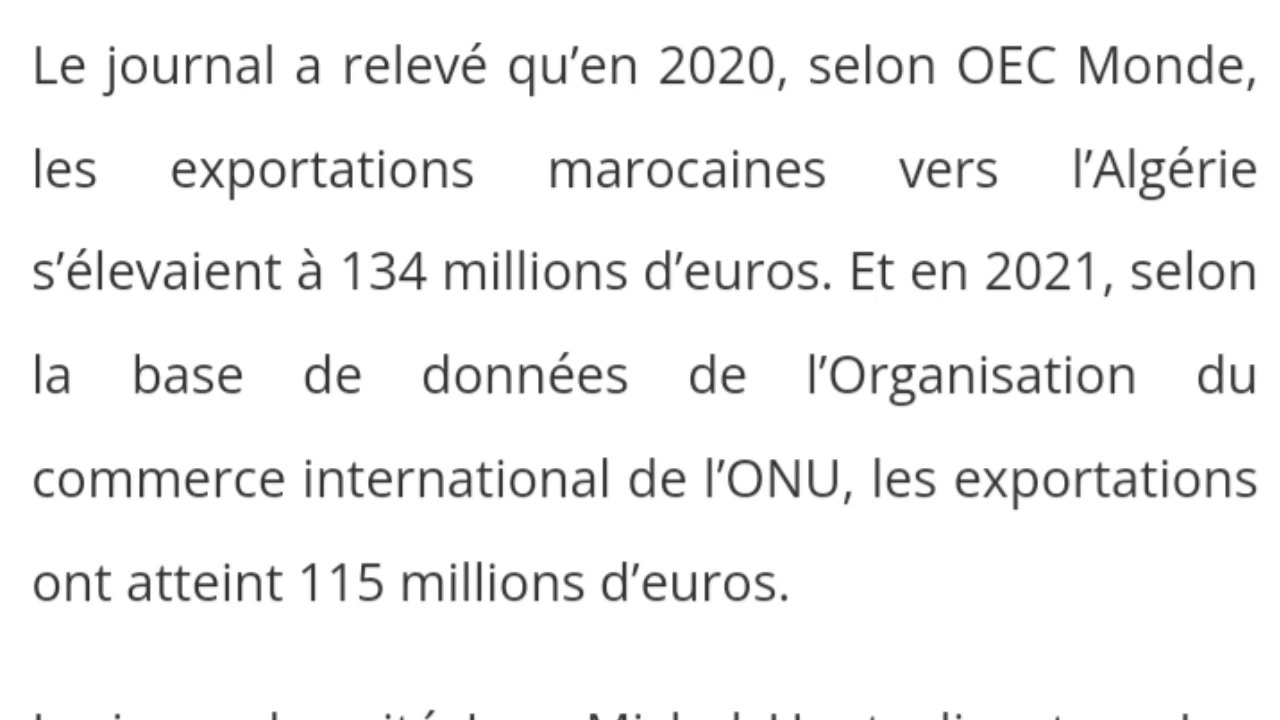 Le journal a relevé qu’en 2020, selon OEC Monde,
les exportations marocaines vers l’Algérie
s’élevaient à 134 millions d’euros. Et en 2021, selon
la base de données de l’Organisation du
commerce international de l’ONU, les exportations
ont atteint 115 millions d’euros.